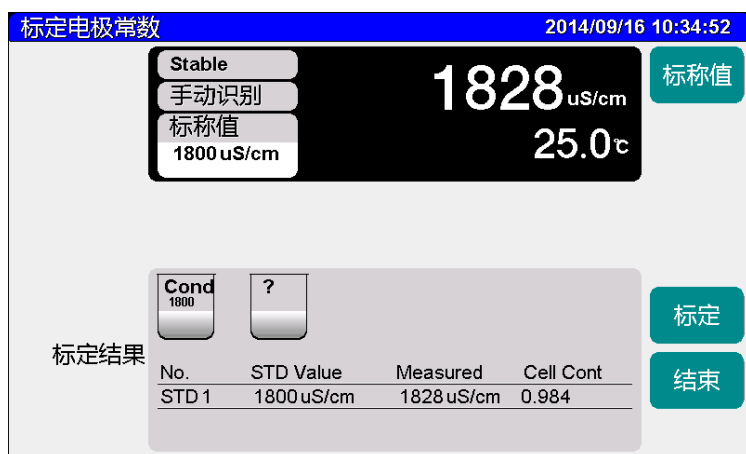 标定电极常数 2014/09/16 10:34:52
Stable
手动识别
标称值
1800 uS/cm
1828 uS/cm
25.0℃
标称值
Cond
1800
?
标定结果
No. STD Value Measured Cell Cont
STD 1 1800 uS/cm 1828 uS/cm 0.984
标定
结束